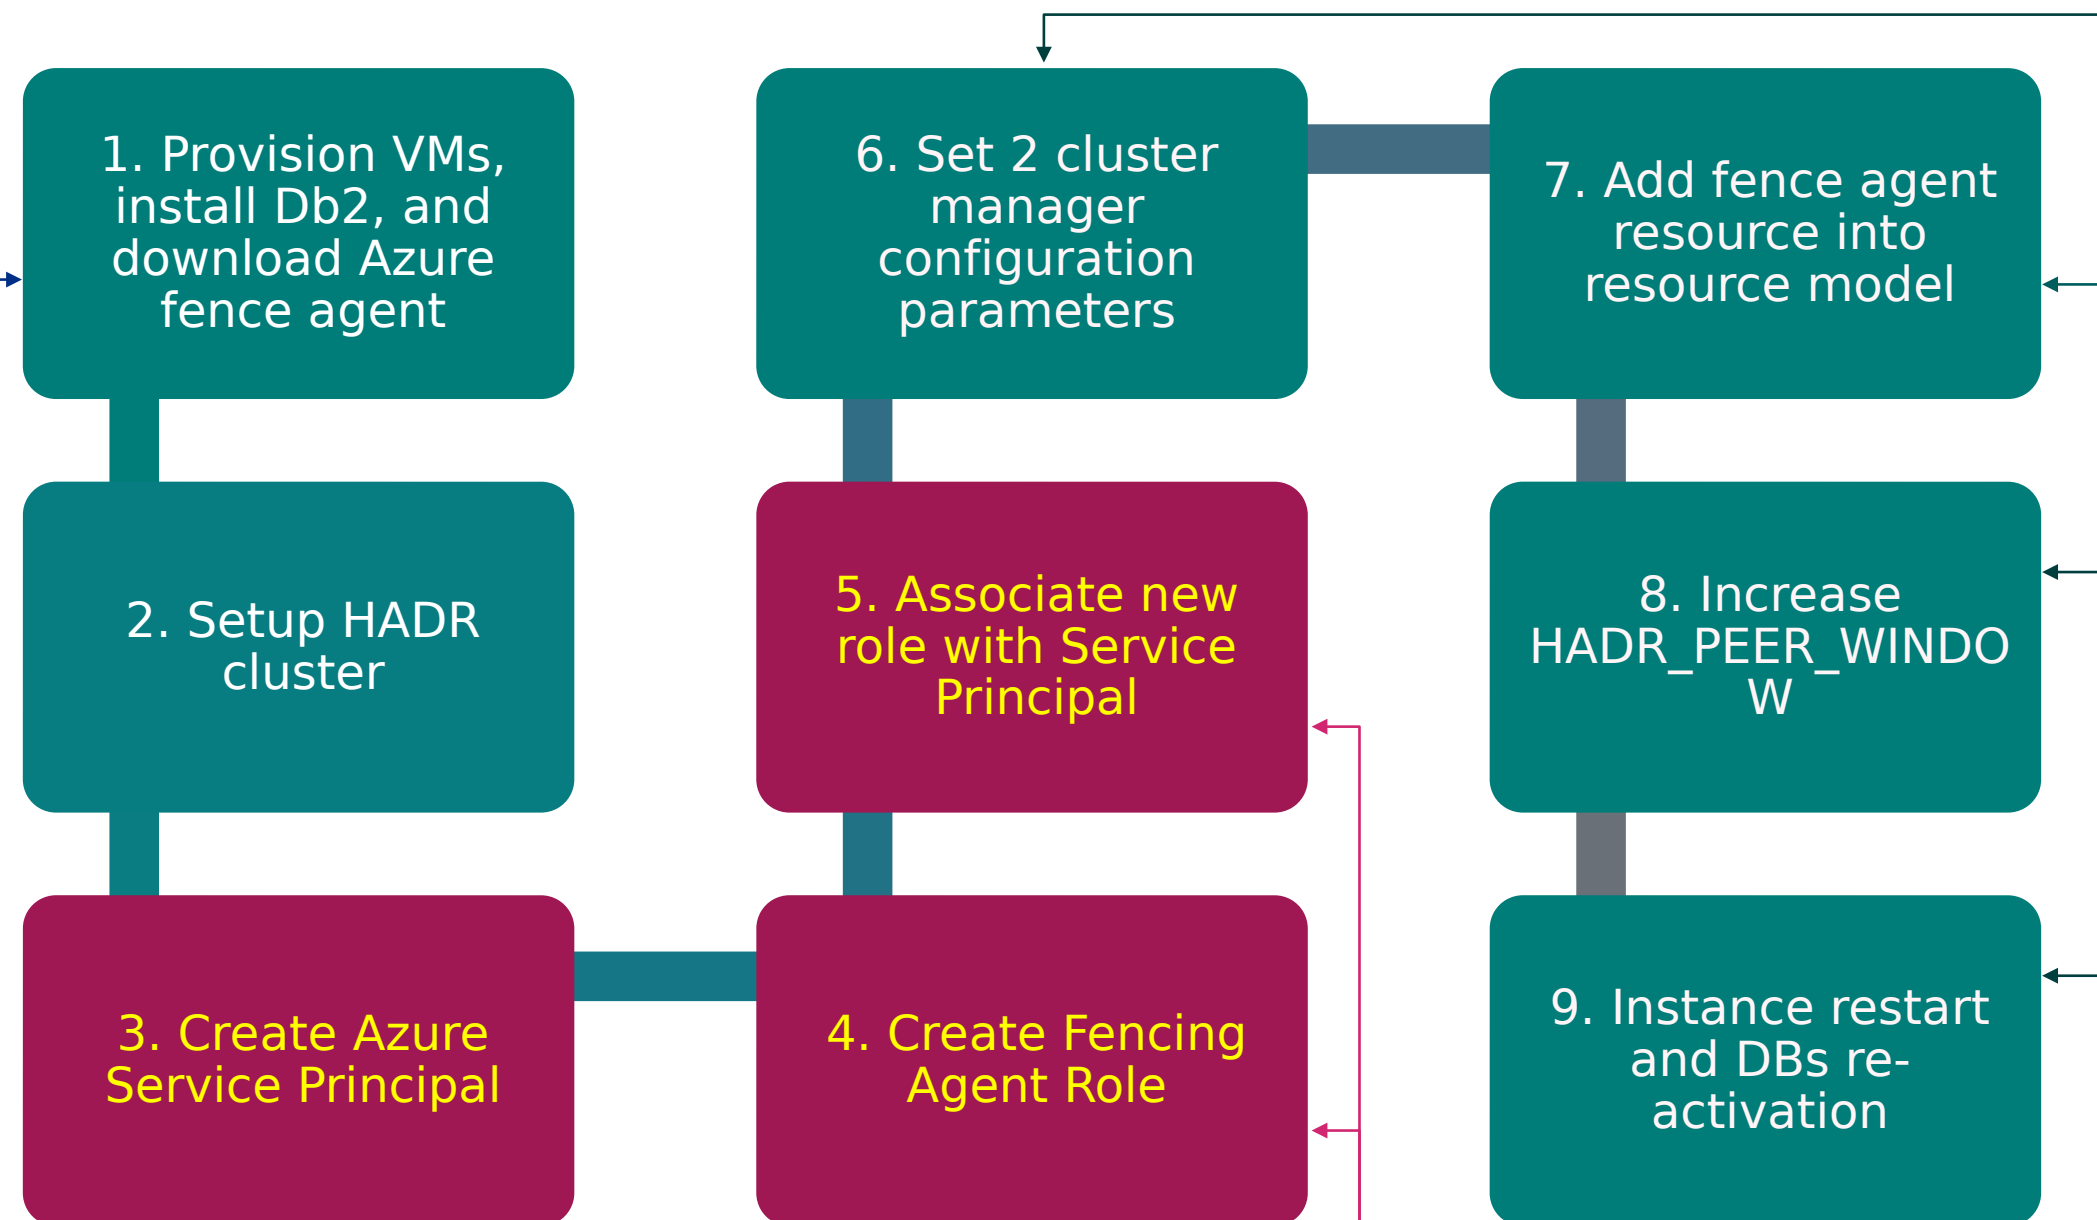 1. Provision VMs,
install Db2, and
download Azure
fence agent
2. Setup HADR
cluster
3. Create Azure
Service Principal
4. Create Fencing
Agent Role
5. Associate new
role with Service
Principal
6. Set 2 cluster
manager
configuration
parameters
7. Add fence agent
resource into
resource model
8. Increase
HADR_PEER_WINDO
W
9. Instance restart
and DBs re-
activation